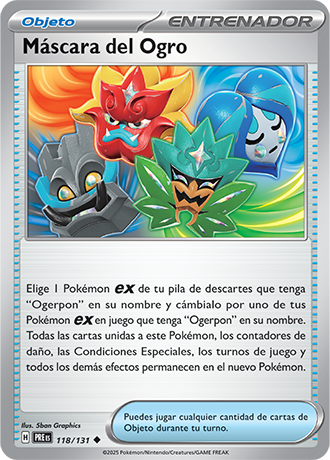 Objeto
ENTRENADOR
Máscara del Ogro
Elige 1 Pokémon ex de tu pila de descartes que tenga
“Ogerpon” en su nombre y cámbialo por uno de tus
Pokémon ex en juego que tenga “Ogerpon” en su nombre.
Todas las cartas unidas a este Pokémon, los contadores de
daño, las Condiciones Especiales, los turnos de juego y
todos los demás efectos permanecen en el nuevo Pokémon.
Ilus. 5ban Graphics
H PRE ES 118/131
Puedes jugar cualquier cantidad de cartas de
Objeto durante tu turno.
©2025 Pokémon/Nintendo/Creatures/GAME FREAK